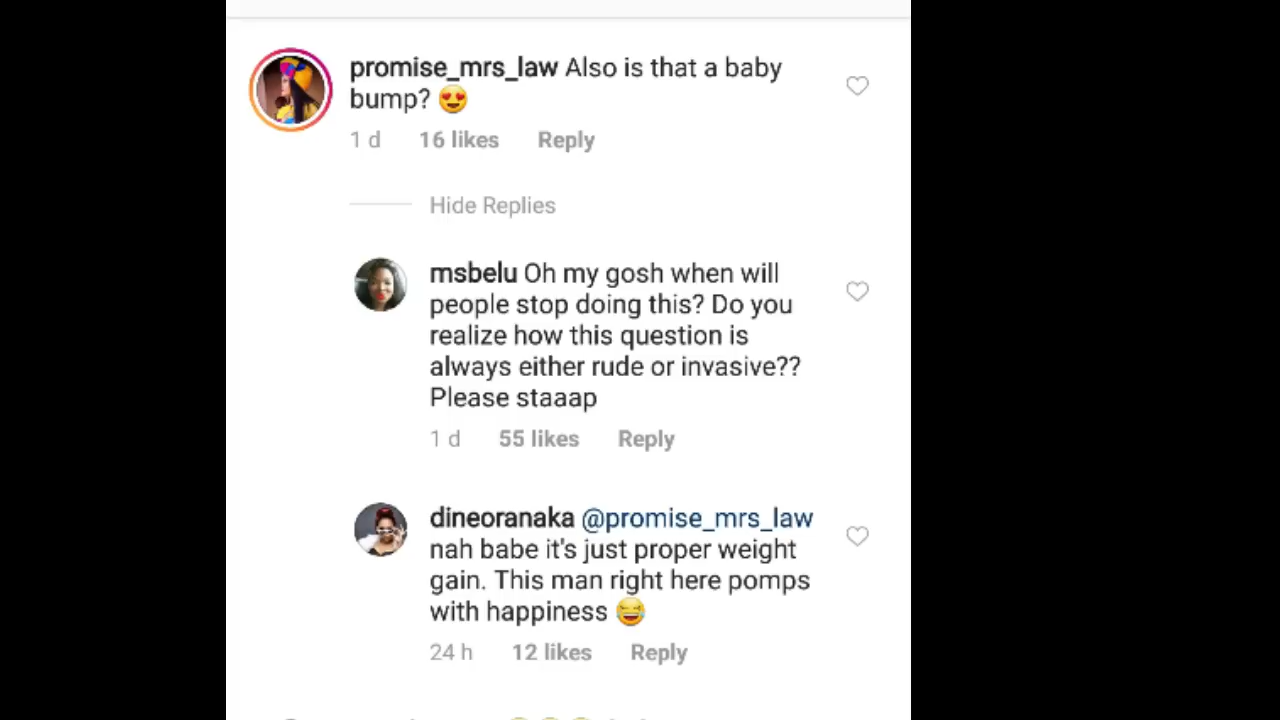 promise_mrs_law Also is that a baby
bump? 😍
1 d 16 likes Reply
Hide Replies
msbelu Oh my gosh when will
people stop doing this? Do you
realize how this question is
always either rude or invasive??
Please staaap
1 d 55 likes Reply
dineoranaka @promise_mrs_law
nah babe it's just proper weight
gain. This man right here pomps
with happiness 😂
24 h 12 likes Reply